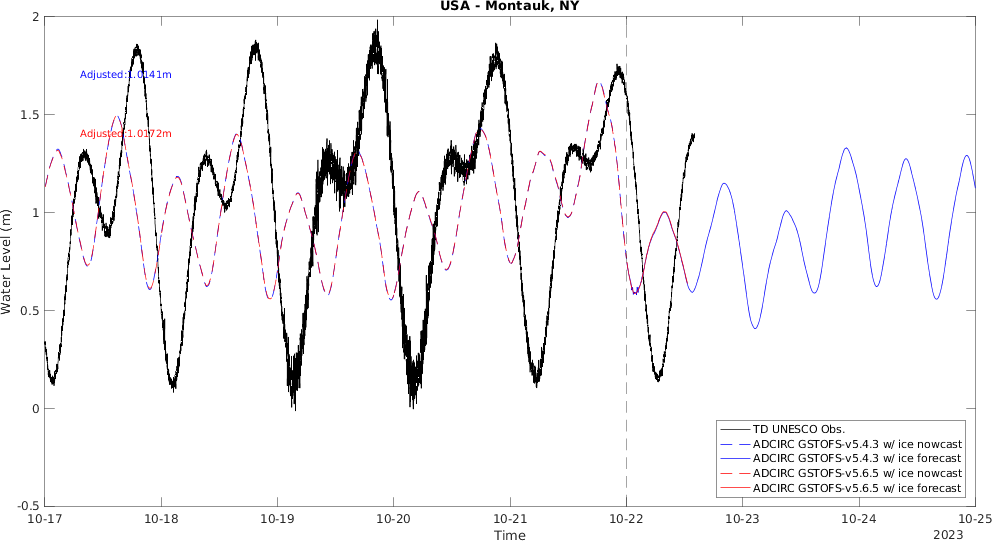 USA - Montauk, NY
2
1.5
1
0.5
0
-0.5
Water Level (m)
Adjusted:1.0141m
Adjusted:1.0172m
TD UNESCO Obs.
ADCIRC GSTOFS-v5.4.3 w/ ice nowcast
ADCIRC GSTOFS-v5.4.3 w/ ice forecast
ADCIRC GSTOFS-v5.6.5 w/ ice nowcast
ADCIRC GSTOFS-v5.6.5 w/ ice forecast
10-17 10-18 10-19 10-20 10-21 10-22 10-23 10-24 10-25
Time
2023